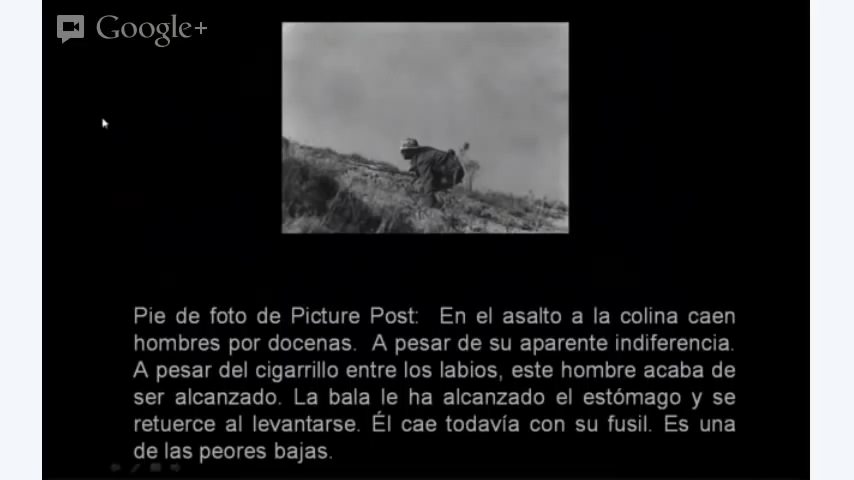 Google+
Pie de foto de Picture Post: En el asalto a la colina caen
hombres por docenas. A pesar de su aparente indiferencia.
A pesar del cigarrillo entre los labios, este hombre acaba de
ser alcanzado. La bala le ha alcanzado el estómago y se
retuerce al levantarse. Él cae todavía con su fusil. Es una
de las peores bajas.